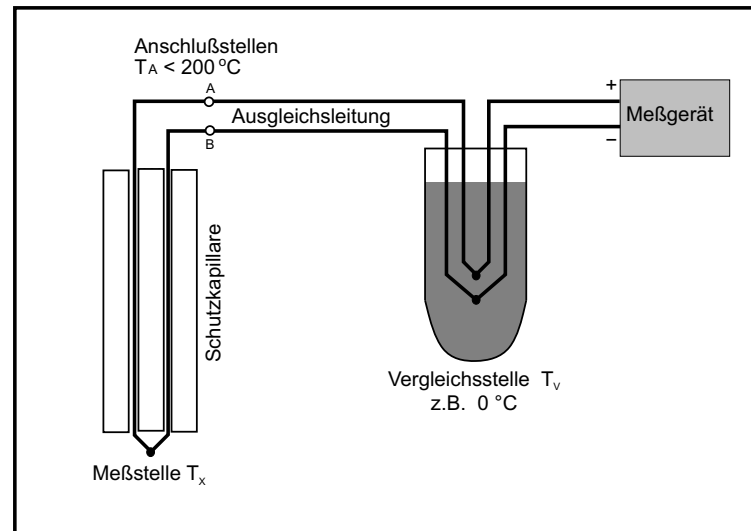 Anschlußstellen
TA < 200 °C
A
Ausgleichsleitung
B
+
Meßgerät
–
Schutzkapillare
Vergleichsstelle Tv
z.B. 0 °C
Meßstelle Tx